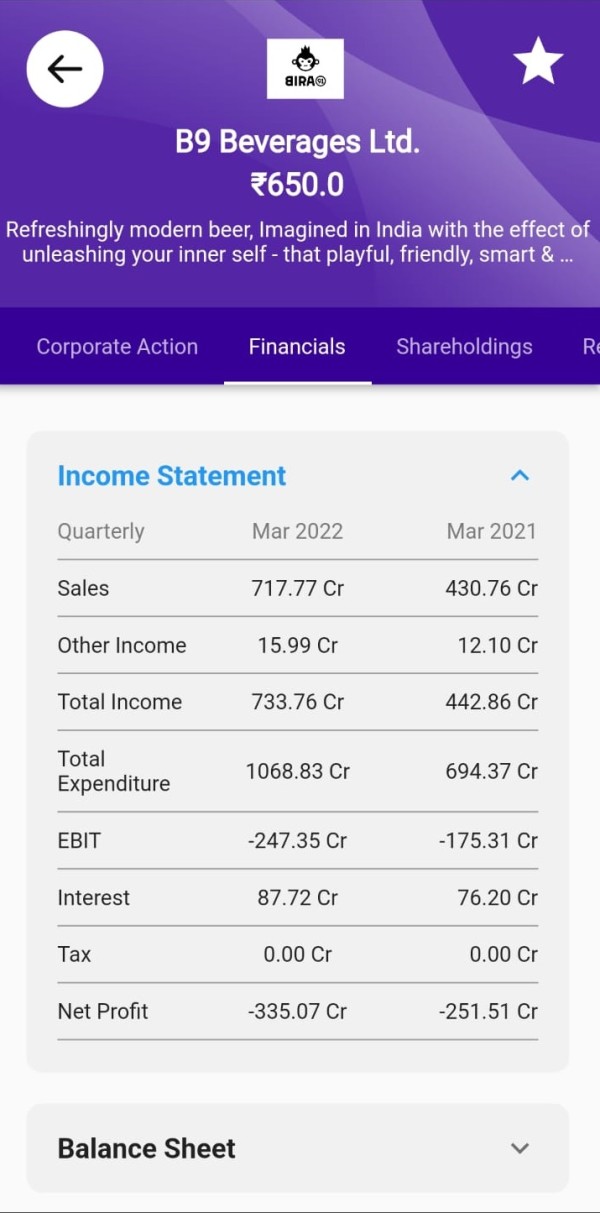 BIRA91
B9 Beverages Ltd.
₹650.0
Refreshingly modern beer, Imagined in India with the effect of
unleashing your inner self - that playful, friendly, smart & ...
Corporate Action Financials Shareholdings Re
Income Statement
Quarterly Mar 2022 Mar 2021
Sales 717.77 Cr 430.76 Cr
Other Income 15.99 Cr 12.10 Cr
Total Income 733.76 Cr 442.86 Cr
Total
Expenditure 1068.83 Cr 694.37 Cr
EBIT -247.35 Cr -175.31 Cr
Interest 87.72 Cr 76.20 Cr
Tax 0.00 Cr 0.00 Cr
Net Profit -335.07 Cr -251.51 Cr
Balance Sheet